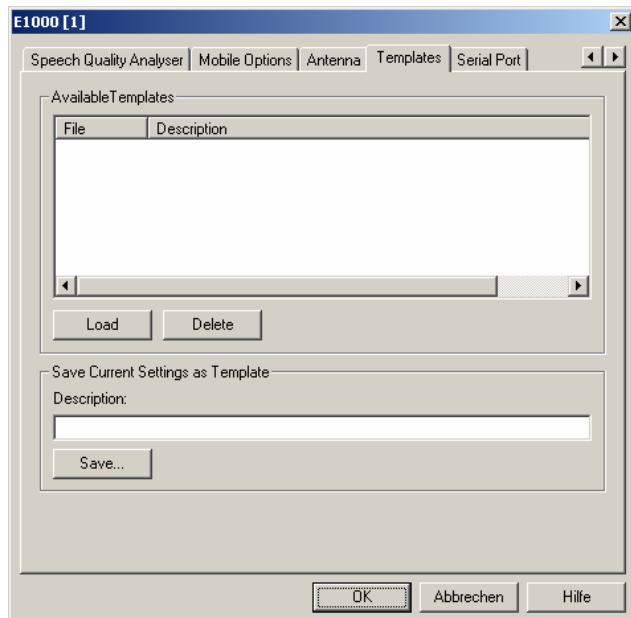 E1000 [1]
Speech Quality Analyser Mobile Options Antenna Templates Serial Port
AvailableTemplates
File Description
Load Delete
Save Current Settings as Template
Description:
Save...
OK Abbrechen Hilfe